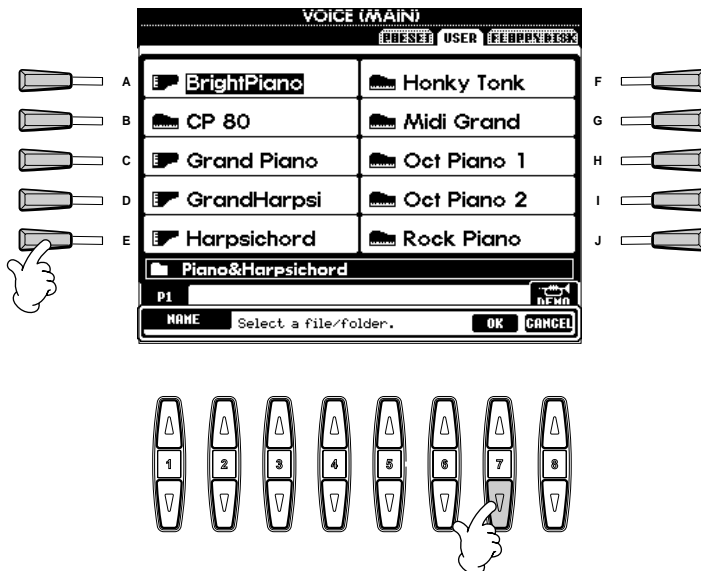 VOICE (MAIN)
PRESET USER FLOPPY DISK
A BrightPiano Honky Tonk F
B CP 80 Midi Grand G
C Grand Piano Oct Piano 1 H
D GrandHarpsi Oct Piano 2 I
E Harpsichord Rock Piano J
Piano&Harpsichord
P1 DEMO
NAME Select a file/folder. OK CANCEL
1 2 3 4 5 6 7 8